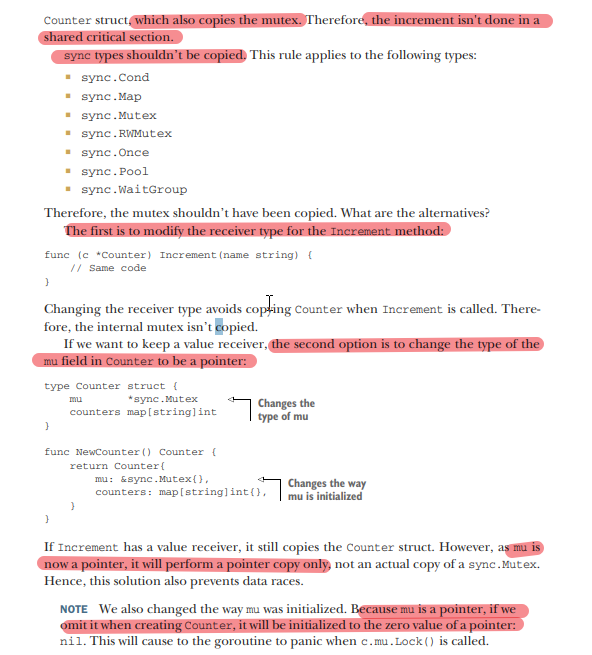 Counter struct, which also copies the mutex. Therefore, the increment isn't done in a
shared critical section.
sync types shouldn't be copied. This rule applies to the following types:
■ sync.Cond
■ sync.Map
■ sync.Mutex
■ sync.RWMutex
■ sync.Once
■ sync.Pool
■ sync.WaitGroup
Therefore, the mutex shouldn't have been copied. What are the alternatives?
The first is to modify the receiver type for the Increment method:
func (c *Counter) Increment(name string) {
// Same code
}
Changing the receiver type avoids copying Counter when Increment is called. There-
fore, the internal mutex isn't copied.
If we want to keep a value receiver, the second option is to change the type of the
mu field in Counter to be a pointer:
type Counter struct {
mu *sync.Mutex
Changes the
counters map[string]int
type of mu
}
func NewCounter() Counter {
return Counter{
mu: &sync.Mutex{},
Changes the way
counters: map[string]int{},
mu is initialized
}
}
If Increment has a value receiver, it still copies the Counter struct. However, as mu is
now a pointer, it will perform a pointer copy only, not an actual copy of a sync.Mutex.
Hence, this solution also prevents data races.
NOTE We also changed the way mu was initialized. Because mu is a pointer, if we
omit it when creating Counter, it will be initialized to the zero value of a pointer:
nil. This will cause to the goroutine to panic when c.mu.Lock() is called.